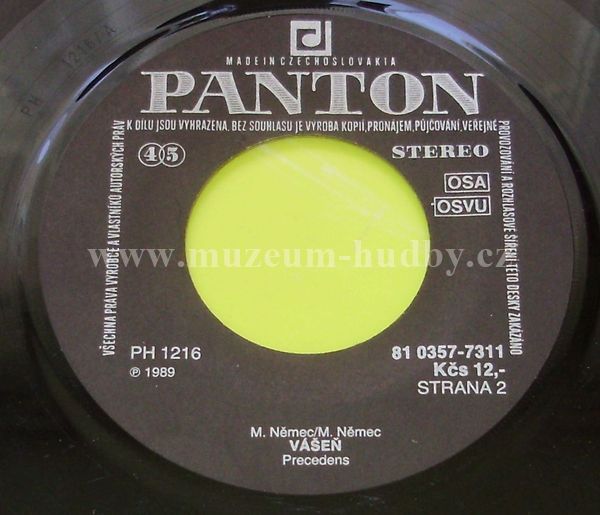 PH 1216/A
MADE IN CZECHOSLOVAKIA
PANTON
VŠECHNA PRÁVA VÝROBCE A VLASTNÍKŮ AUTORSKÝCH PRÁV
K DÍLU JSOU VYHRAZENA. BEZ SOUHLASU JE VÝROBA KOPIÍ, PRONÁJEM, PŮJČOVÁNÍ, VEŘEJNÉ
PROVOZOVÁNÍ A ROZHLASOVÉ ŠÍŘENÍ TÉTO DESKY ZAKÁZÁNO
45
STEREO
OSA
OSVU
www.muzeum-hudby.cz
PH 1216
℗ 1989
81 0357-7311
Kčs 12,-
STRANA 2
M. Němec/M. Němec
VÁŠEŇ
Precedens